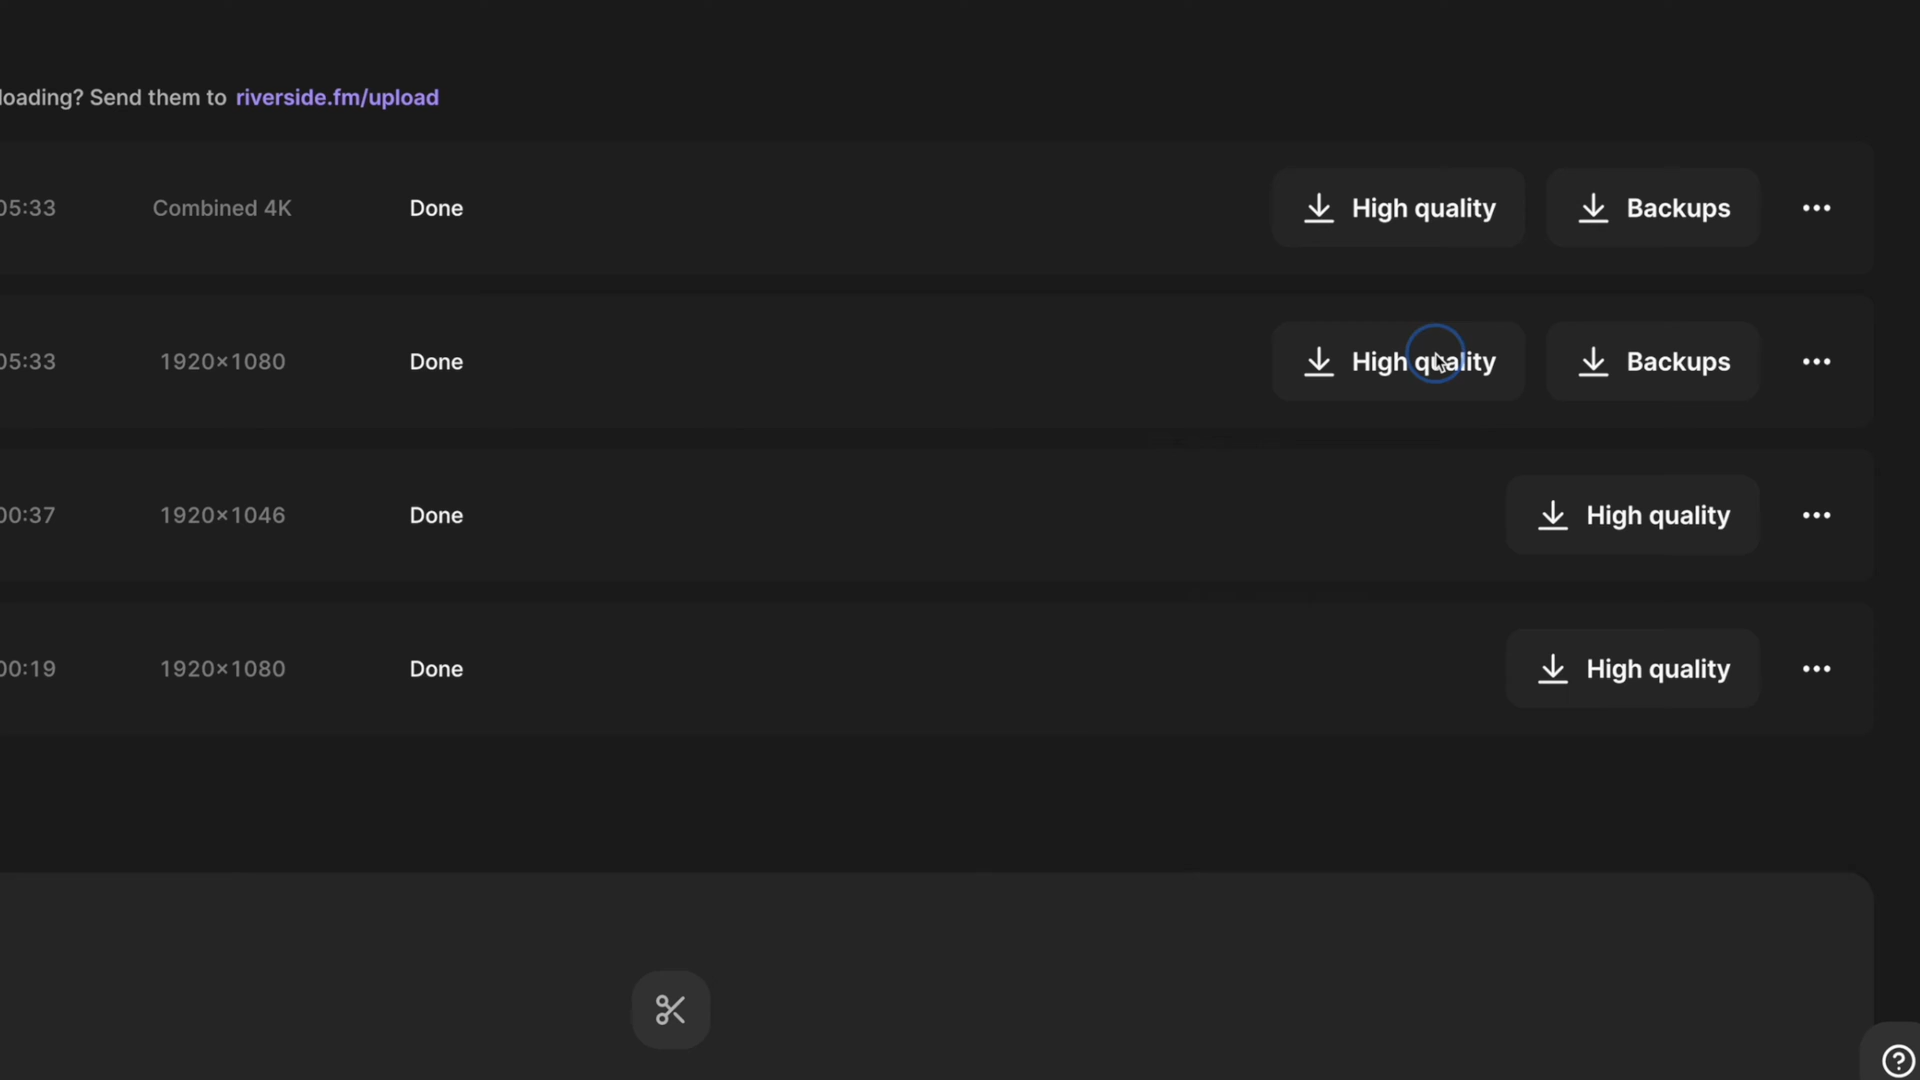 loading? Send them to riverside.fm/upload
05:33 Combined 4K Done High quality Backups
05:33 1920×1080 Done High quality Backups
00:37 1920×1046 Done High quality
00:19 1920×1080 Done High quality